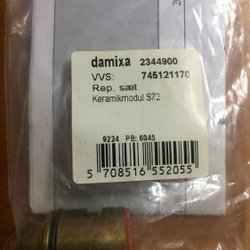 damixa 2344900
VVS: 745121170
Rep. sæt
Keramikmodul S72
9224 PB: 6045
5 708516 552055